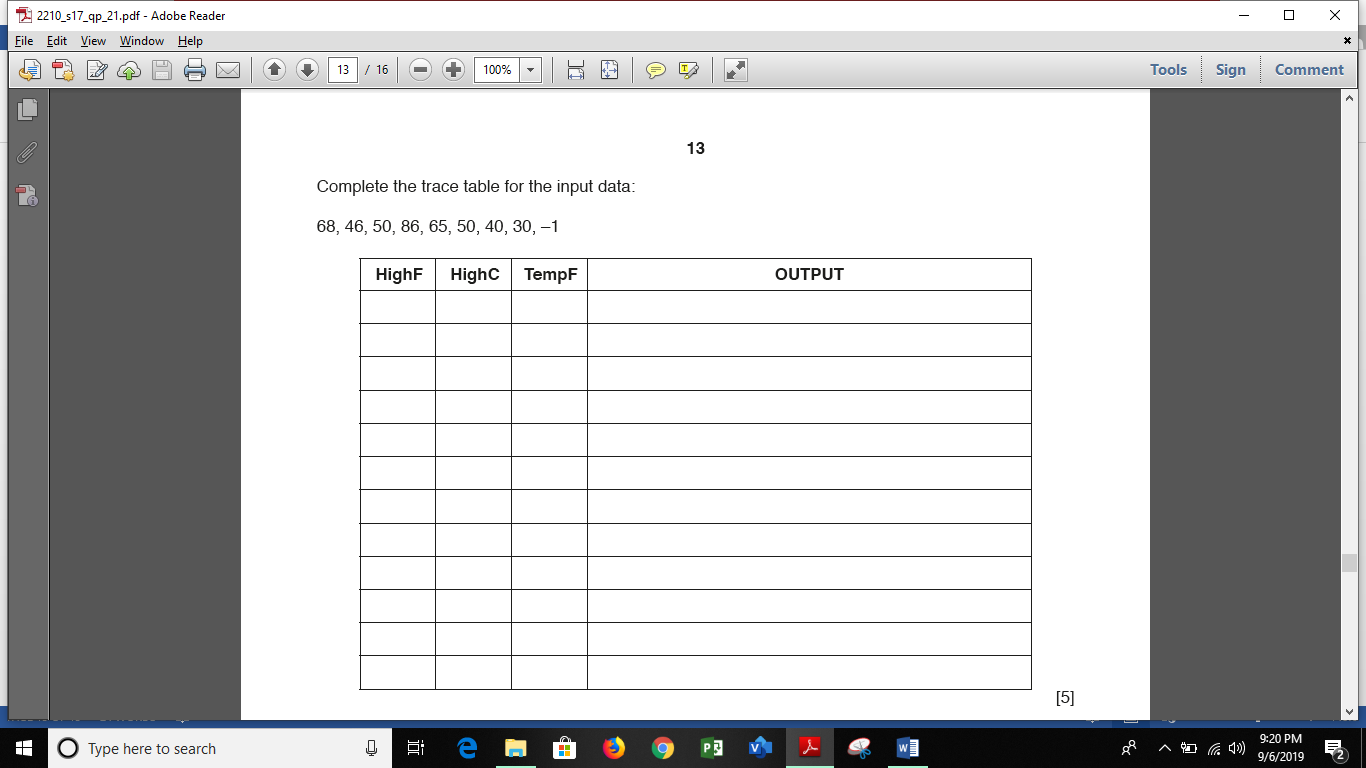 2210_s17_qp_21.pdf - Adobe Reader
File Edit View Window Help
13 / 16 100% Tools Sign Comment
13
Complete the trace table for the input data:
68, 46, 50, 86, 65, 50, 40, 30, –1
HighF HighC TempF OUTPUT
[5]
Type here to search
9:20 PM
9/6/2019
2